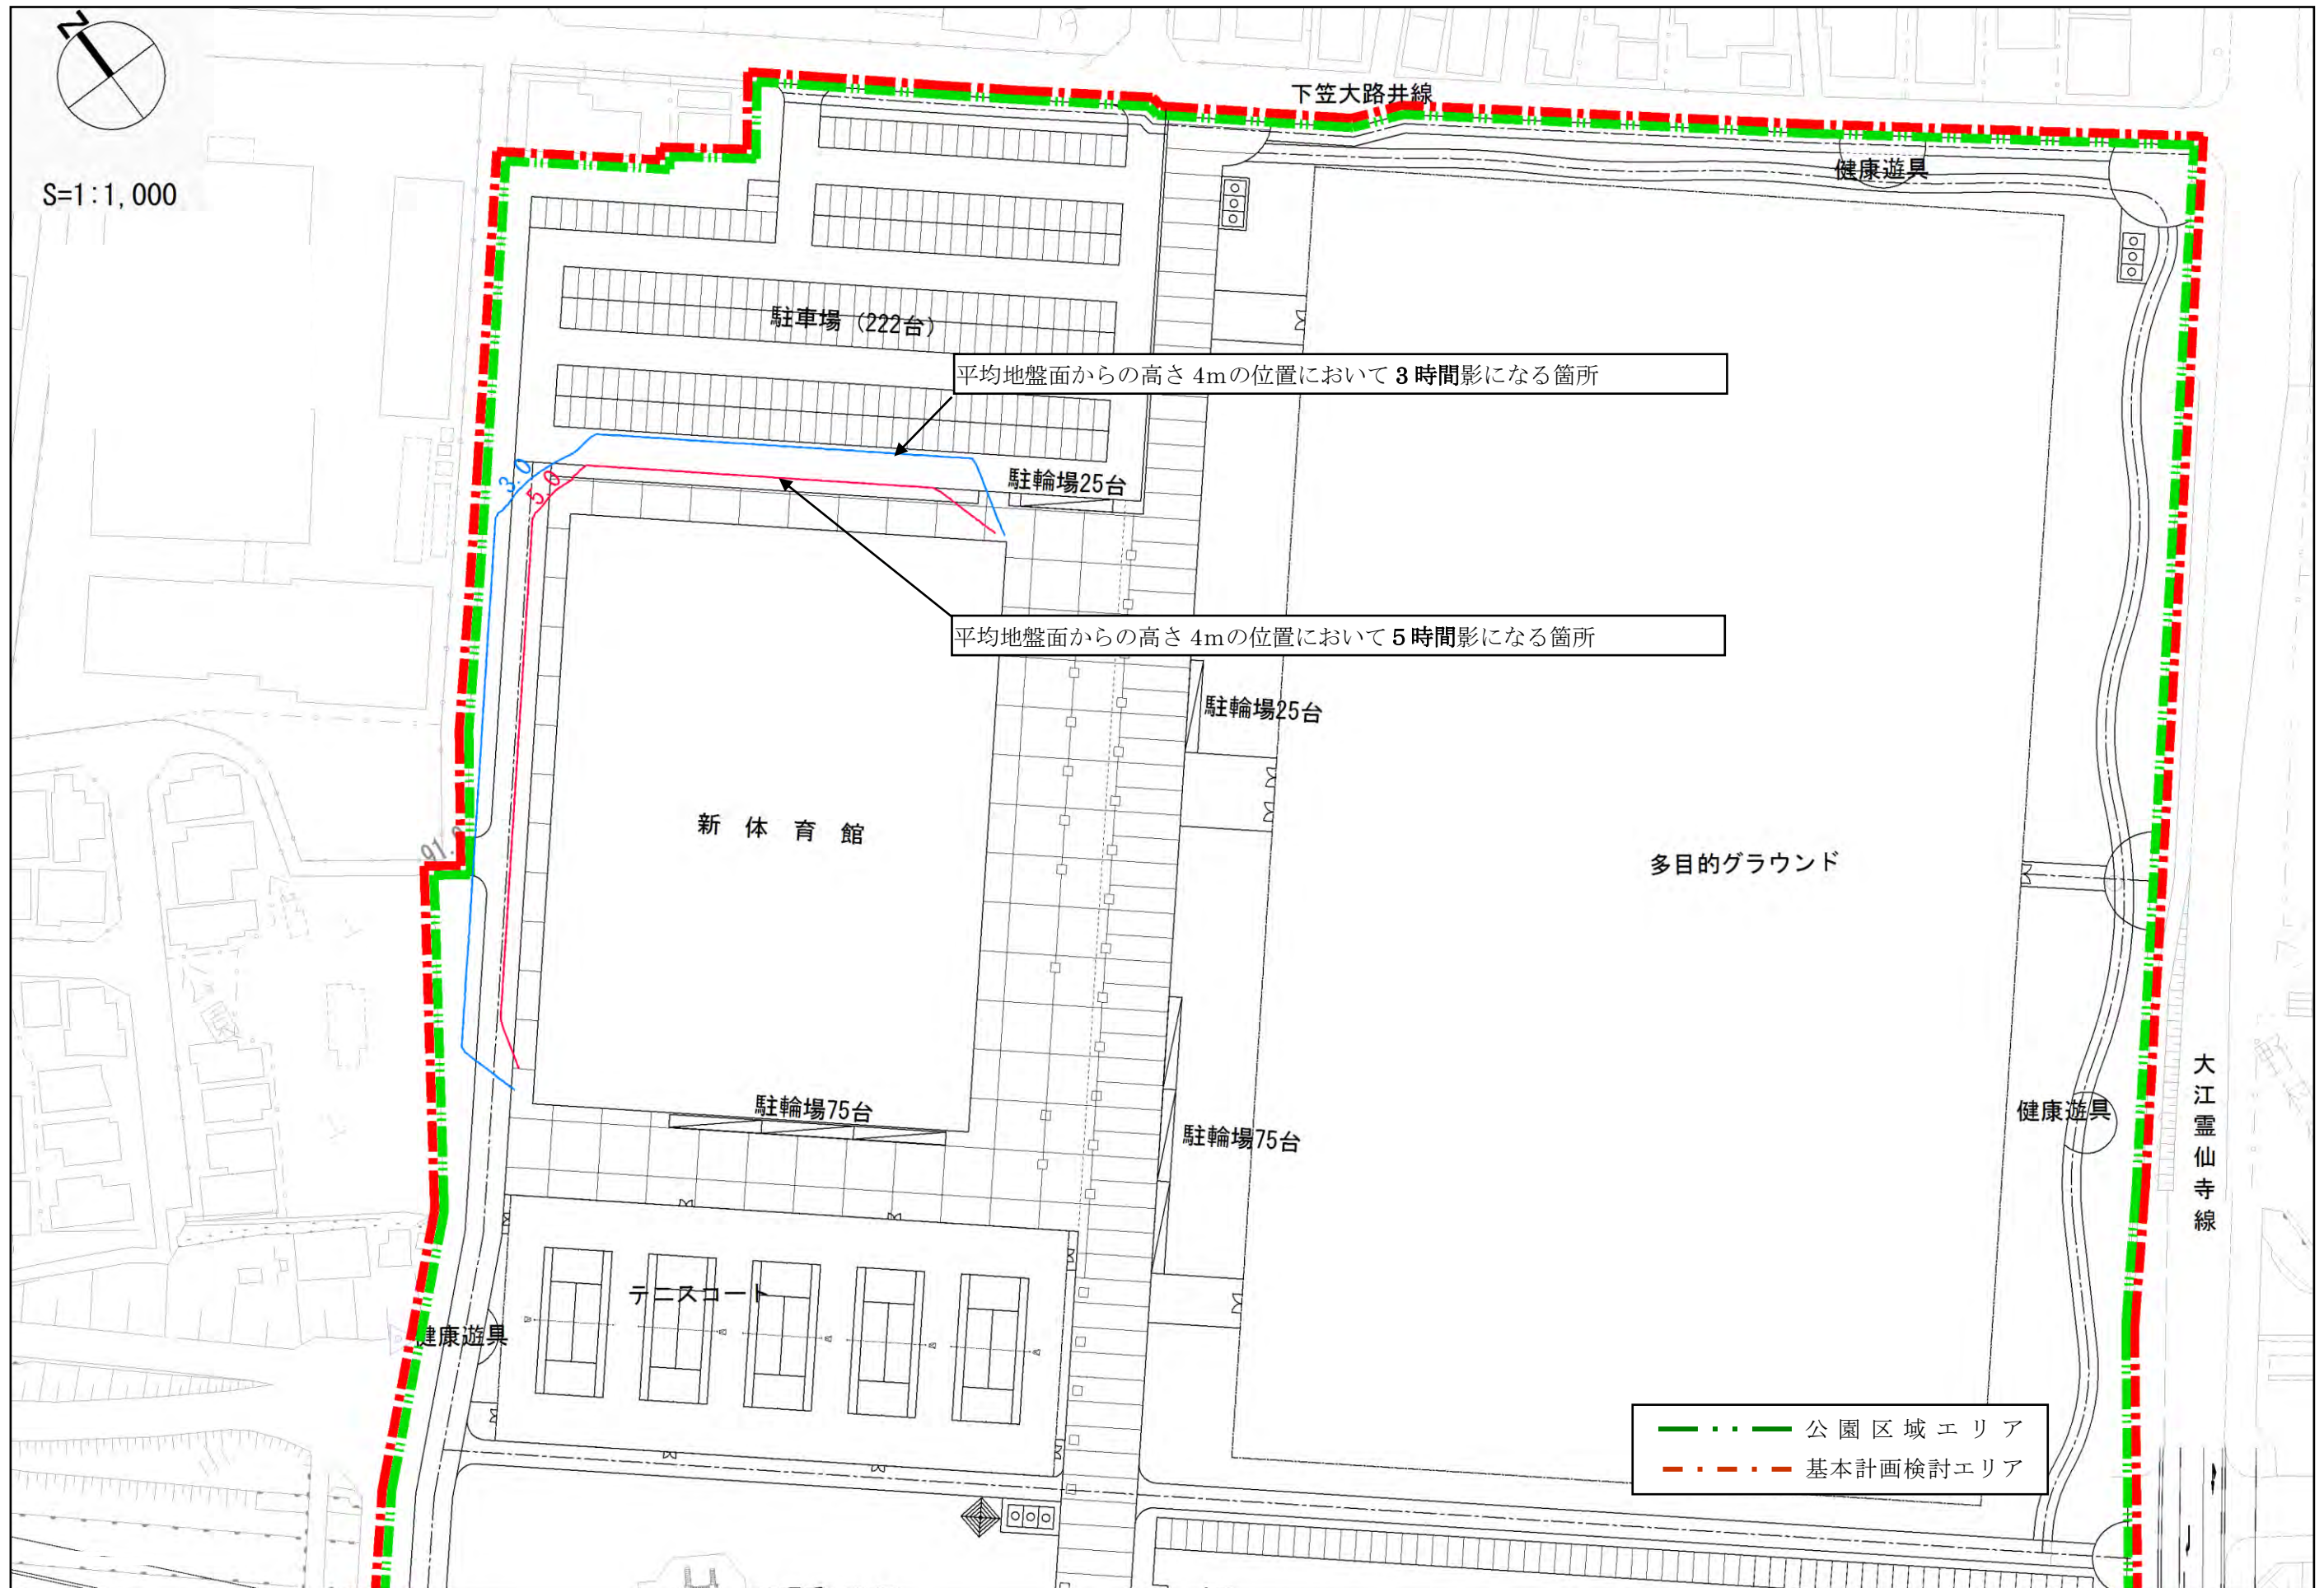 N
S=1:1,000
下笠大路井線
健康遊具
駐車場（222台）
平均地盤面からの高さ 4mの位置において３時間影になる箇所
3.0
5.0
駐輪場25台
平均地盤面からの高さ 4mの位置において５時間影になる箇所
駐輪場25台
新 体 育 館
多目的グラウンド
大江霊仙寺線
健康遊具
駐輪場75台
駐輪場75台
テニスコート
健康遊具
公 園 区 域 エ リ ア
基本計画検討エリア